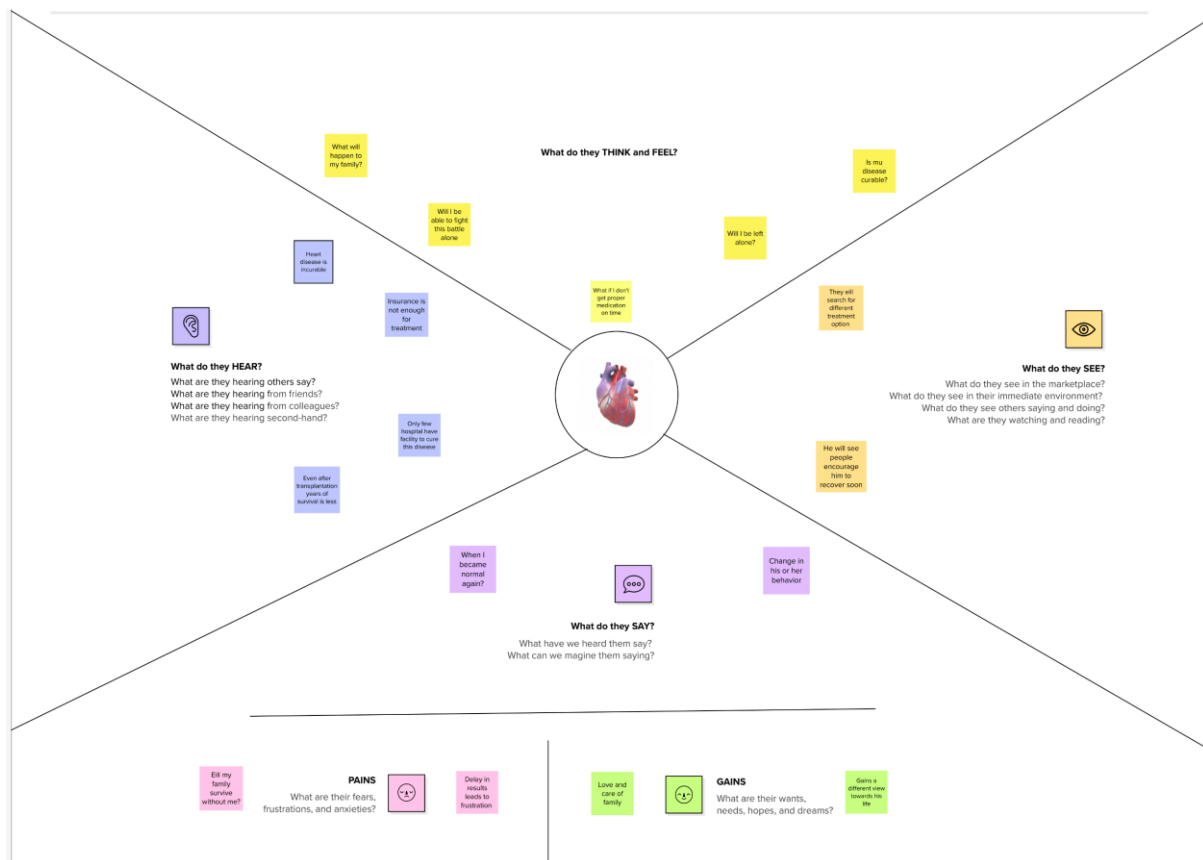 What do they THINK and FEEL?
What will
happen to
my family?
Will I be
able to fight
this battle
alone
What if I don't
get proper
medication
on time
Will I be left
alone?
Is mu
disease
curable?
Heart
disease is
incurable
Insurance is
not enough
for
treatment
What do they HEAR?
What are they hearing others say?
What are they hearing from friends?
What are they hearing from colleagues?
What are they hearing second-hand?
Only few
hospital have
facility to cure
this disease
Even after
transplantation
years of
survival is less
They eill
search for
different
treatment
option
What do they SEE?
What do they see in the marketplace?
What do they see in their immediate environment?
What do they see others saying and doing?
What are they watching and reading?
He will see
people
encourage
him to
recover soon
When I
became
normal
again?
Change in
his or her
behavior
What do they SAY?
What have we heard them say?
What can we magine them saying?
Eill my
family
survive
without me?
PAINS
What are their fears,
frustrations, and anxieties?
Delay in
results
leads to
frustration
Love and
care of
family
GAINS
What are their wants,
needs, hopes, and dreams?
Gains a
different view
towards his
life